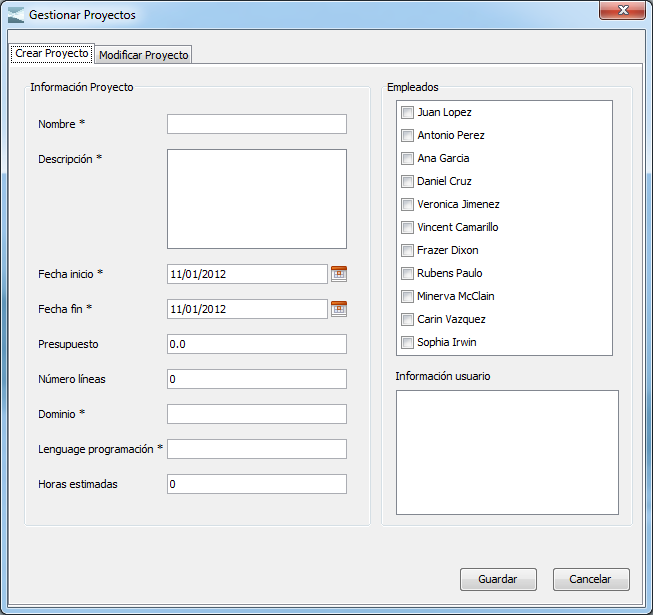 Gestionar Proyectos
Crear Proyecto
Modificar Proyecto
Información Proyecto
Nombre *
Descripción *
Fecha inicio *
11/01/2012
Fecha fin *
11/01/2012
Presupuesto
0.0
Número líneas
0
Dominio *
Lenguage programación *
Horas estimadas
0
Empleados
Juan Lopez
Antonio Perez
Ana Garcia
Daniel Cruz
Veronica Jimenez
Vincent Camarillo
Frazer Dixon
Rubens Paulo
Minerva McClain
Carin Vazquez
Sophia Irwin
Información usuario
Guardar
Cancelar